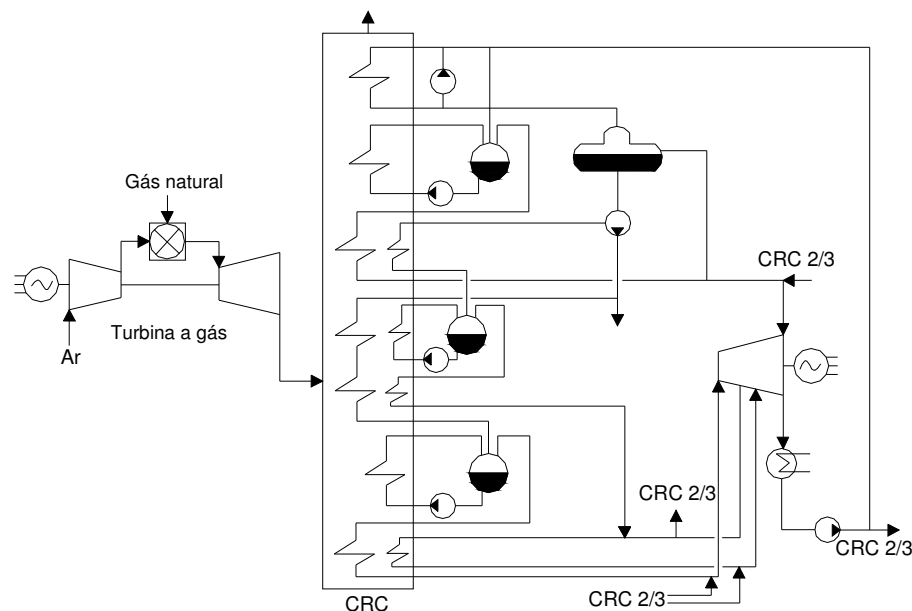 Gás natural
CRC 2/3
Turbina a gás
Ar
CRC 2/3
CRC 2/3
CRC 2/3
CRC